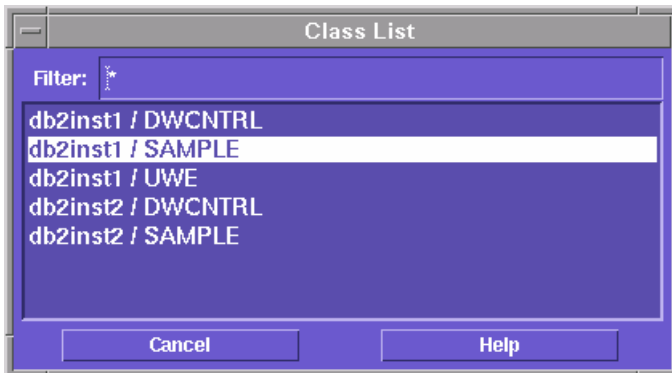 Class List
Filter: *
db2inst1 / DWCNTRL
db2inst1 / SAMPLE
db2inst1 / UWE
db2inst2 / DWCNTRL
db2inst2 / SAMPLE
Cancel Help